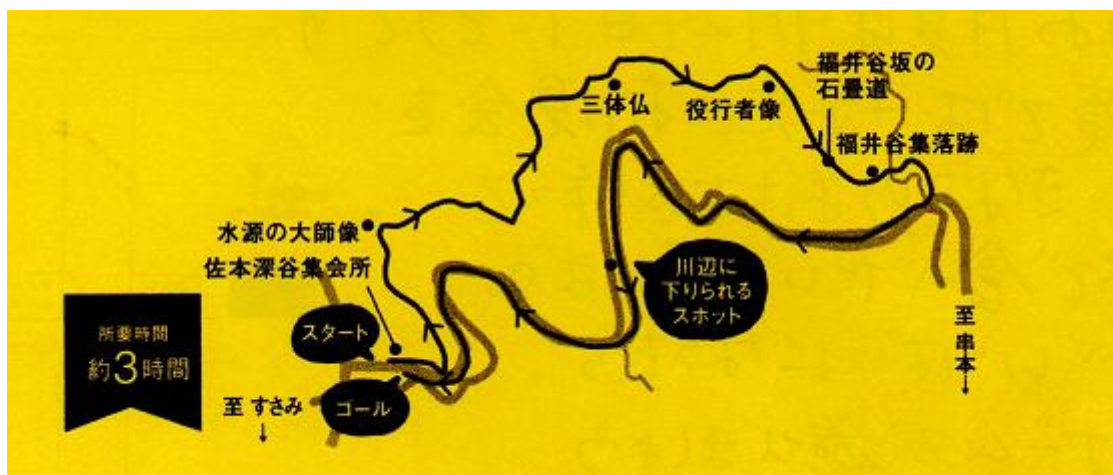 福井谷坂の
石畳道
三体仏
役行者像
福井谷集落跡
水源の大師像
佐本深谷集会所
川辺に
下りられる
スポット
所要時間
約3時間
スタート
ゴール
至 すさみ
↓
至 串本
↓